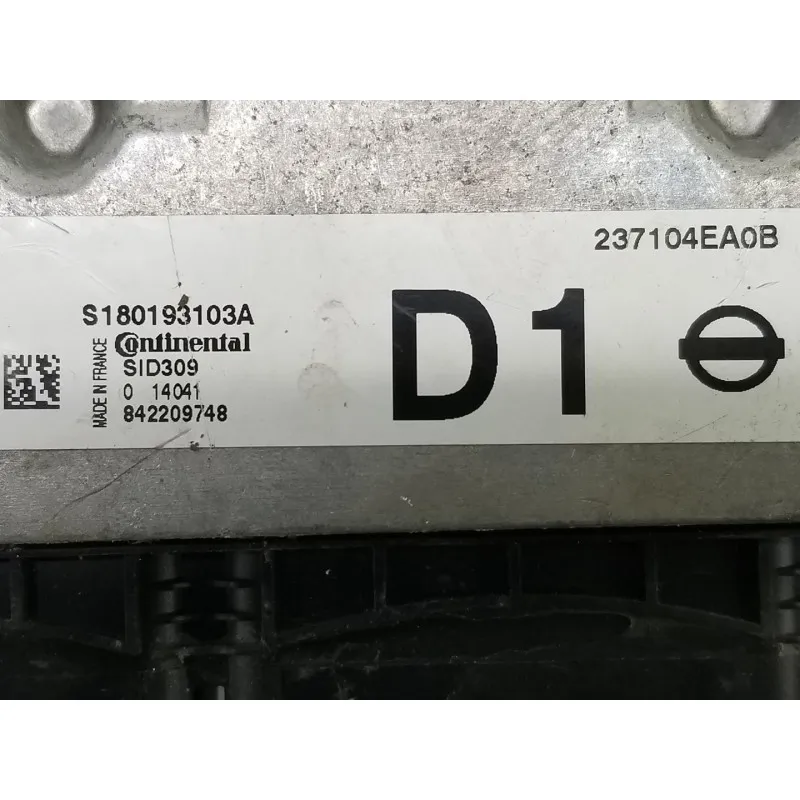 237104EA0B
S180193103A
Continental
SID309
0 14041
842209748
MADE IN FRANCE
D1